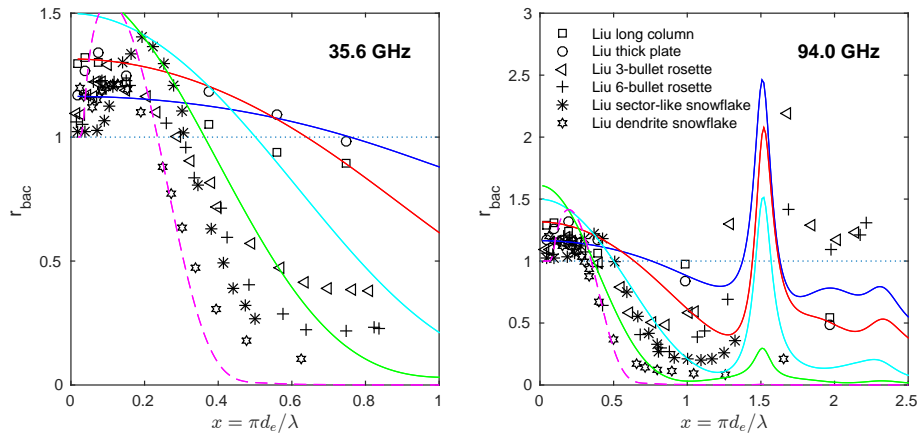 35.6 GHz
r_bac
1.5
1
0.5
0
0
0.2
0.4
0.6
0.8
1
x = πd_e/λ
94.0 GHz
Liu long column
Liu thick plate
Liu 3-bullet rosette
Liu 6-bullet rosette
Liu sector-like snowflake
Liu dendrite snowflake
r_bac
3
2.5
2
1.5
1
0.5
0
0
0.5
1
1.5
2
2.5
x = πd_e/λ